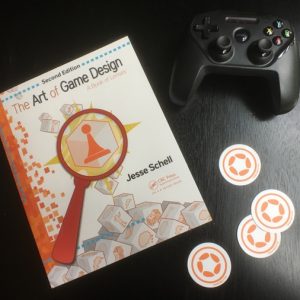 Second Edition
The Art of Game Design
A Book of Lenses
Jesse Schell
CRC Press